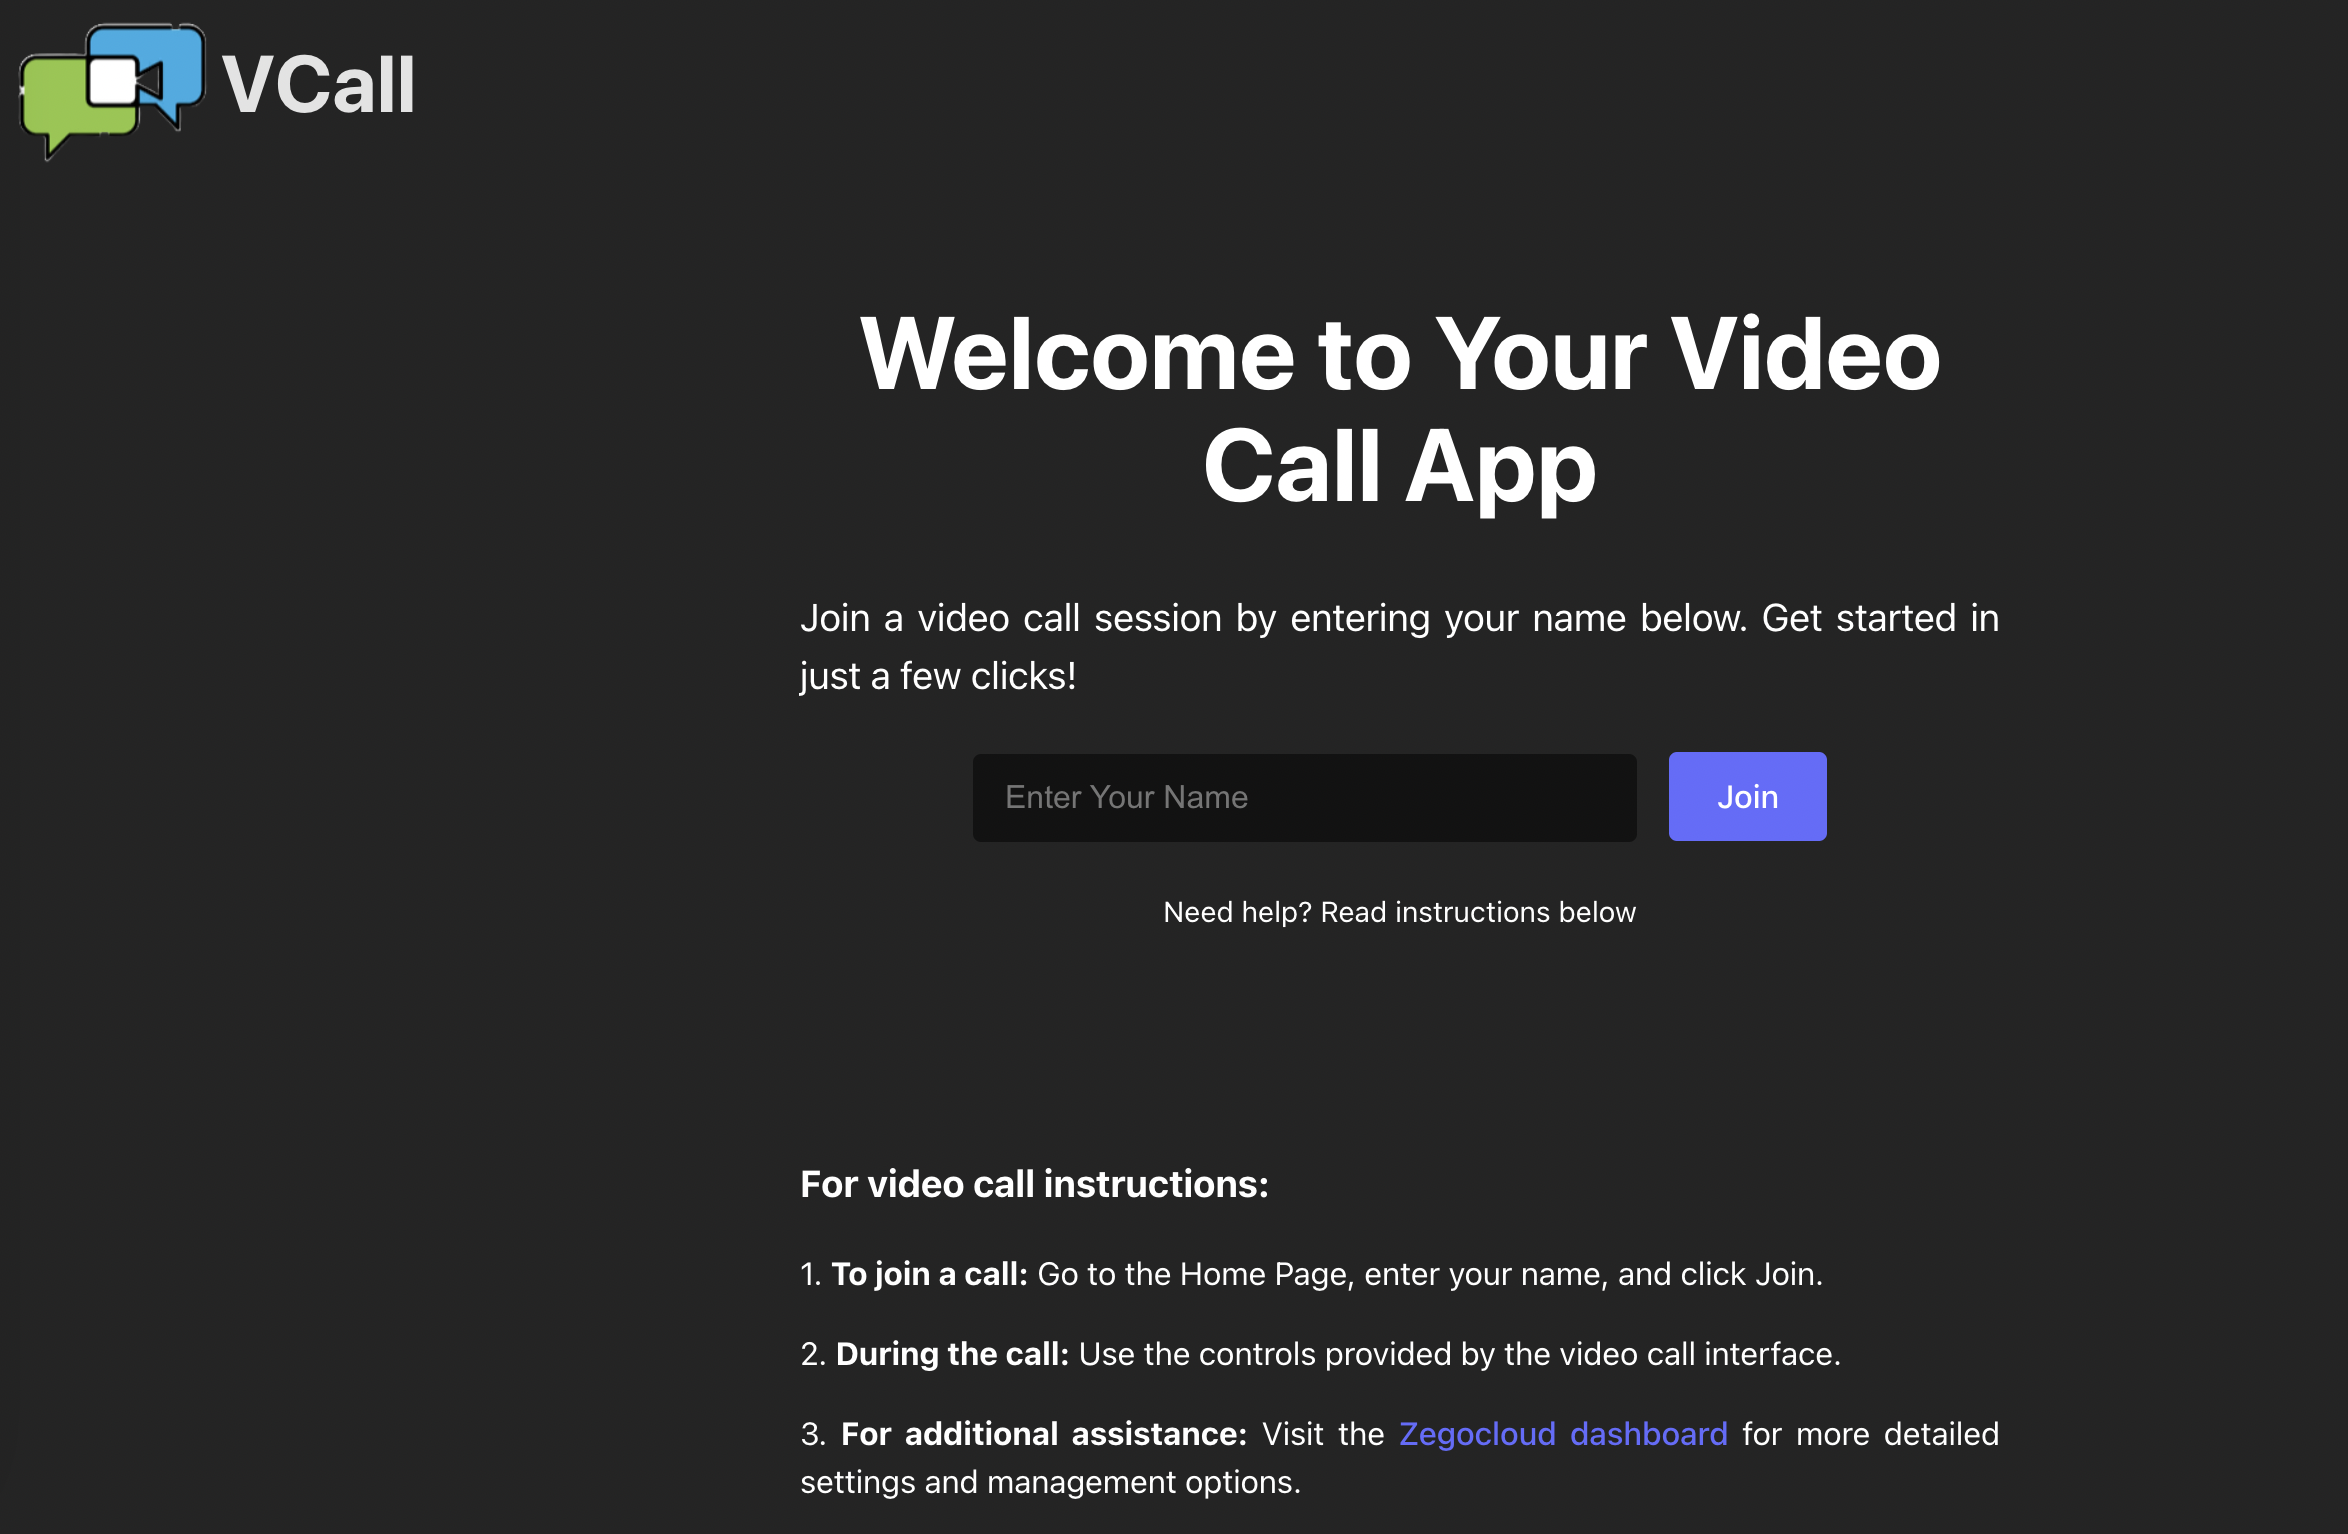 VCall
Welcome to Your Video
Call App
Join a video call session by entering your name below. Get started in
just a few clicks!
Enter Your Name
Join
Need help? Read instructions below
For video call instructions:
1. To join a call: Go to the Home Page, enter your name, and click Join.
2. During the call: Use the controls provided by the video call interface.
3. For additional assistance: Visit the Zegocloud dashboard for more detailed
settings and management options.